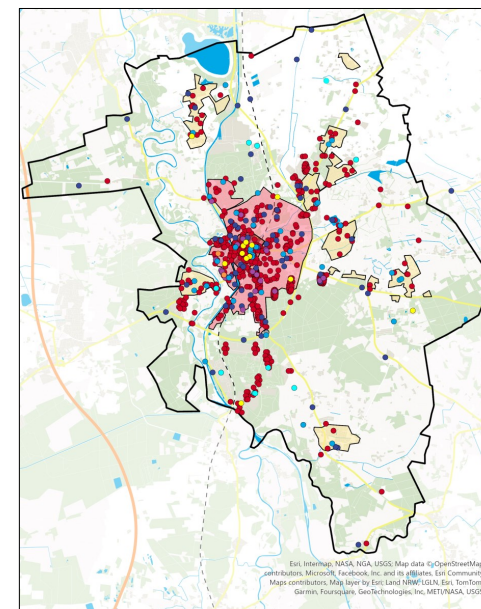 Esri, Intermap, NASA, NGA, USGS; Map data © OpenStreetMap
contributors, Microsoft, Facebook, Inc. and its affiliates, Esri Community
Maps contributors, Map layer by Esri; Land NRW, LGLN, Esri, TomTom,
Garmin, Foursquare, GeoTechnologies, Inc, METI/NASA, USGS